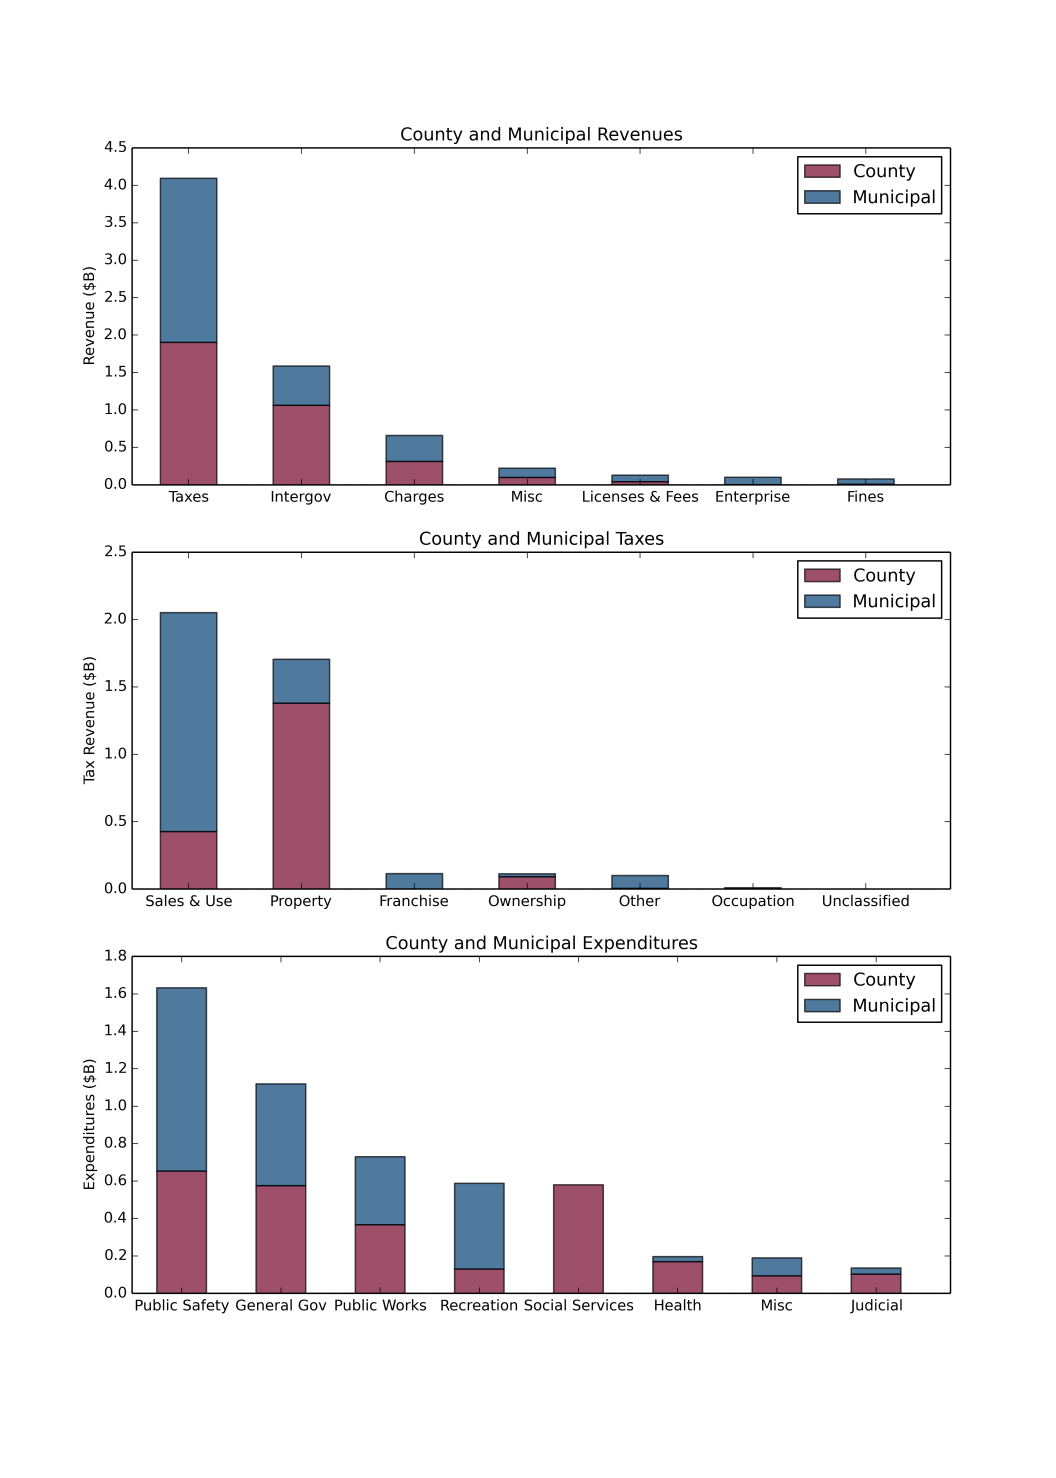 County and Municipal Revenues
4.5
4.0
3.5
3.0
2.5
2.0
1.5
1.0
0.5
0.0
Revenue ($B)
County
Municipal
Taxes Intergov Charges Misc Licenses & Fees Enterprise Fines
County and Municipal Taxes
2.5
2.0
1.5
1.0
0.5
0.0
Tax Revenue ($B)
County
Municipal
Sales & Use Property Franchise Ownership Other Occupation Unclassified
County and Municipal Expenditures
1.8
1.6
1.4
1.2
1.0
0.8
0.6
0.4
0.2
0.0
Expenditures ($B)
County
Municipal
Public Safety General Gov Public Works Recreation Social Services Health Misc Judicial